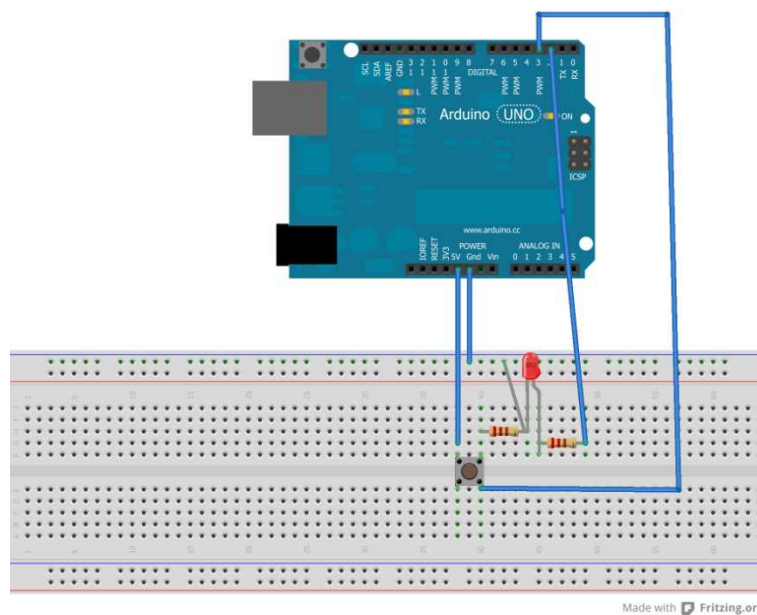 SCL
SDA
AREF
GND
13
12
PWM 11
PWM 10
PWM 9
8
DIGITAL
7
PWM 6
PWM 5
4
PWM 3
TX 1
RX 0
L
TX
RX
Arduino UNO
ON
1
ICSP
www.arduino.cc
POWER
ANALOG IN
IOREF
RESET
3V3
5V
Gnd
Vin
0 1 2 3 4 5
Made with Fritzing.or